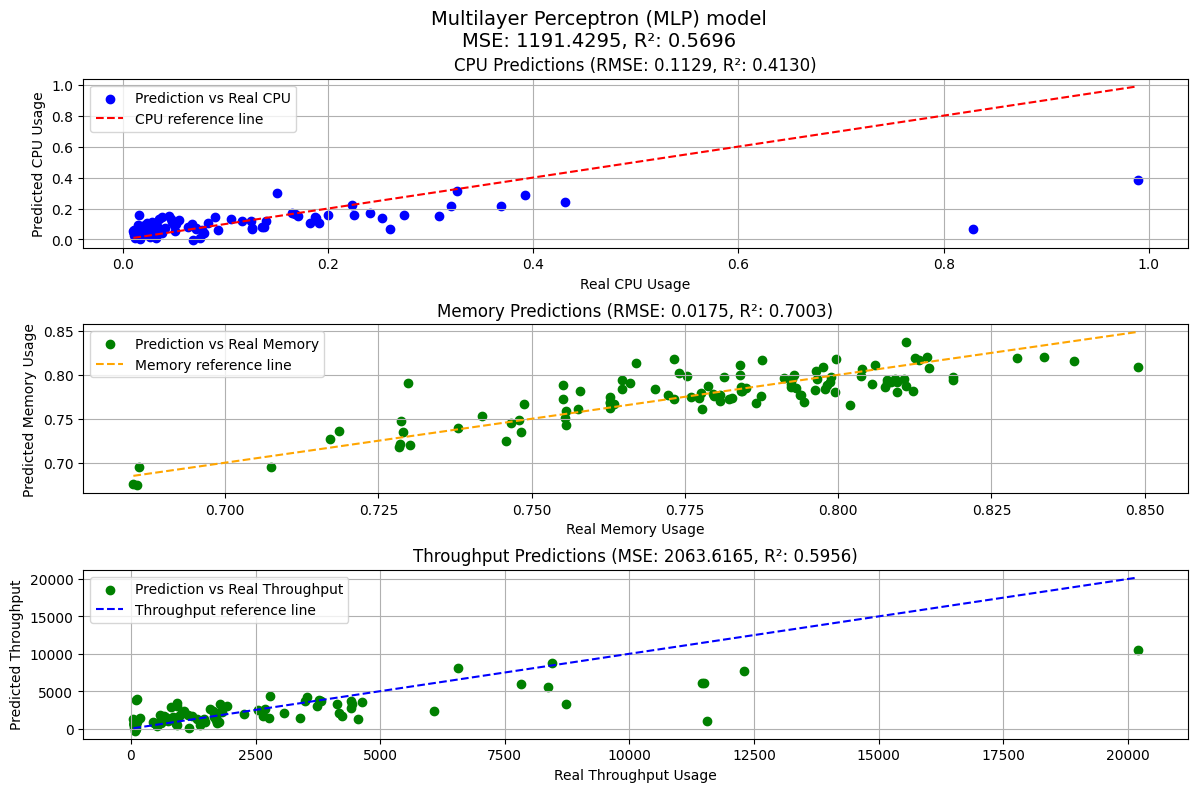 Multilayer Perceptron (MLP) model
MSE: 1191.4295, R²: 0.5696
CPU Predictions (RMSE: 0.1129, R²: 0.4130)
Predicted CPU Usage
1.0
0.8
0.6
0.4
0.2
0.0
Prediction vs Real CPU
CPU reference line
0.0 0.2 0.4 0.6 0.8 1.0
Real CPU Usage
Memory Predictions (RMSE: 0.0175, R²: 0.7003)
Predicted Memory Usage
0.85
0.80
0.75
0.70
Prediction vs Real Memory
Memory reference line
0.700 0.725 0.750 0.775 0.800 0.825 0.850
Real Memory Usage
Throughput Predictions (MSE: 2063.6165, R²: 0.5956)
Predicted Throughput
20000
15000
10000
5000
0
Prediction vs Real Throughput
Throughput reference line
0 2500 5000 7500 10000 12500 15000 17500 20000
Real Throughput Usage